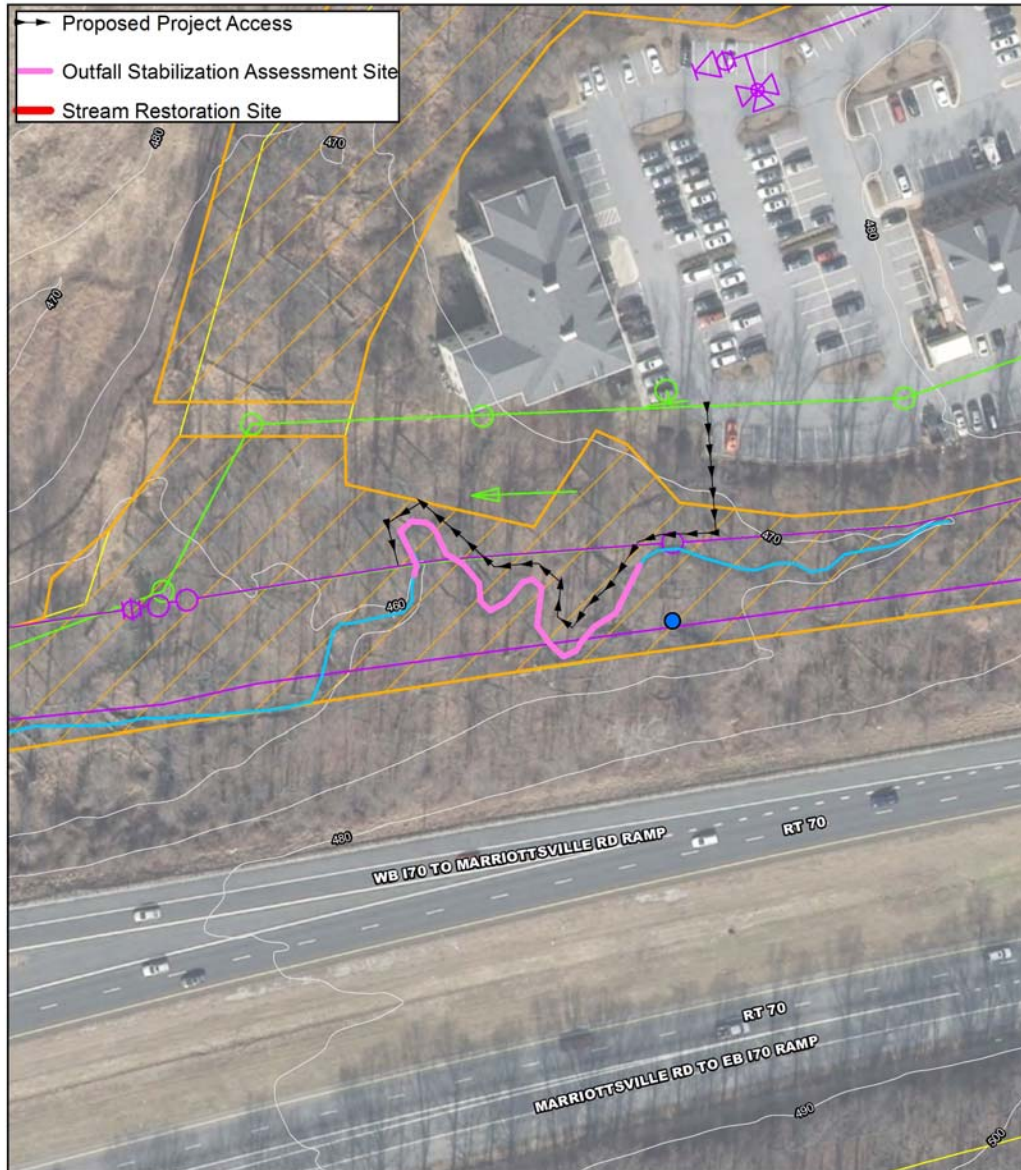 Proposed Project Access
Outfall Stabilization Assessment Site
Stream Restoration Site
480
470
480
470
470
460
480
WB I70 TO MARRIOTTSVILLE RD RAMP
RT 70
RT 70
MARRIOTTSVILLE RD TO EB I70 RAMP
490
500